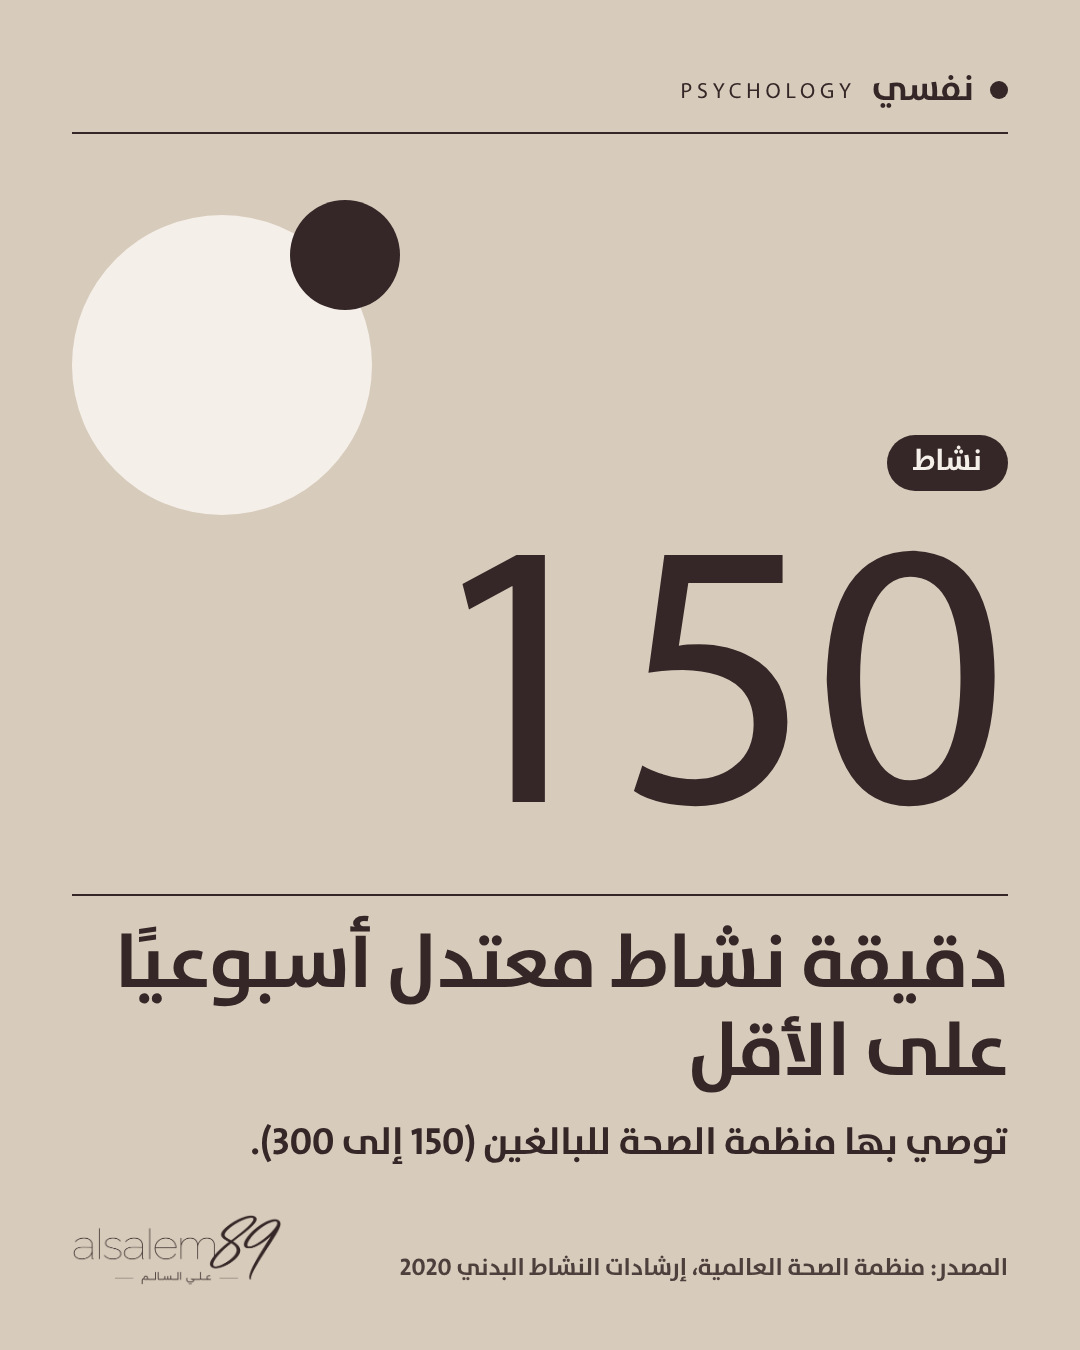 نفسي PSYCHOLOGY
نشاط
150
دقيقة نشاط معتدل أسبوعيًا
على الأقل
توصي بها منظمة الصحة للبالغين (150 إلى 300).
المصدر: منظمة الصحة العالمية، إرشادات النشاط البدني 2020
alsalem89
علي السالم